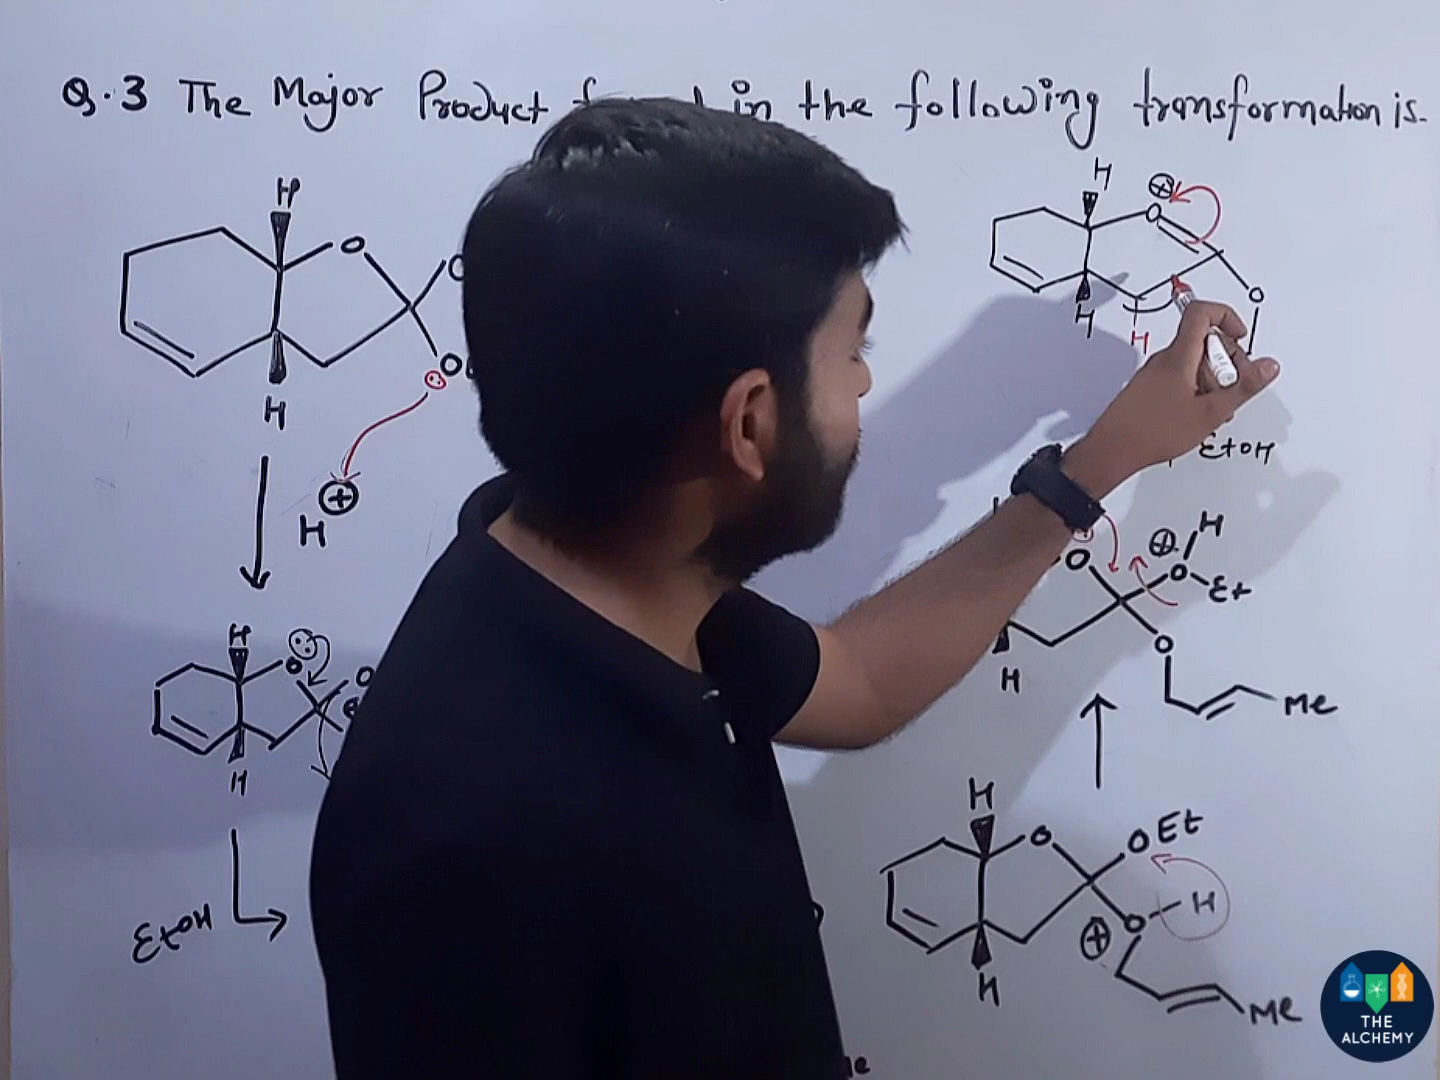 Q.3 The Major Product in the following transformation is.
H
O
H
H
⊕
H
O
H
EtOH
H
⊕
O
O
H
H
EtOH
O
⊕
H
O
Et
O
H
Me
H
O
OEt
O
H
⊕
H
Me
THE
ALCHEMY